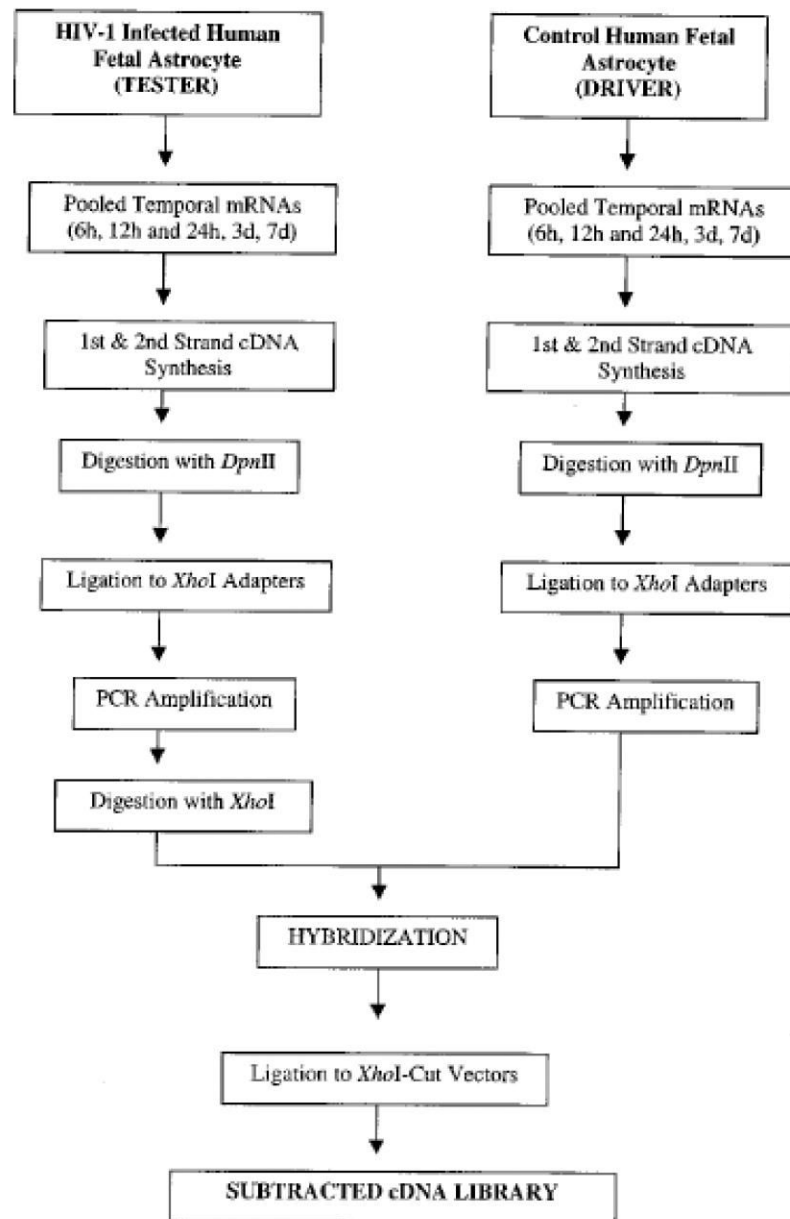 HIV-1 Infected Human
Fetal Astrocyte
(TESTER)
Pooled Temporal mRNAs
(6h, 12h and 24h, 3d, 7d)
1st & 2nd Strand cDNA
Synthesis
Digestion with DpnII
Ligation to XhoI Adapters
PCR Amplification
Digestion with XhoI
Control Human Fetal
Astrocyte
(DRIVER)
Pooled Temporal mRNAs
(6h, 12h and 24h, 3d, 7d)
1st & 2nd Strand cDNA
Synthesis
Digestion with DpnII
Ligation to XhoI Adapters
PCR Amplification
HYBRIDIZATION
Ligation to XhoI-Cut Vectors
SUBTRACTED cDNA LIBRARY